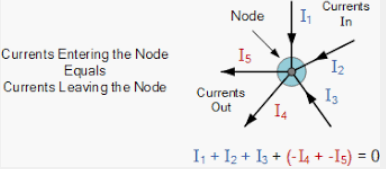 Currents Entering the Node
Equals
Currents Leaving the Node
Node
Currents
In
I₁
I₂
I₃
I₅
Currents
Out
I₄
I₁ + I₂ + I₃ + (-I₄ + -I₅) = 0